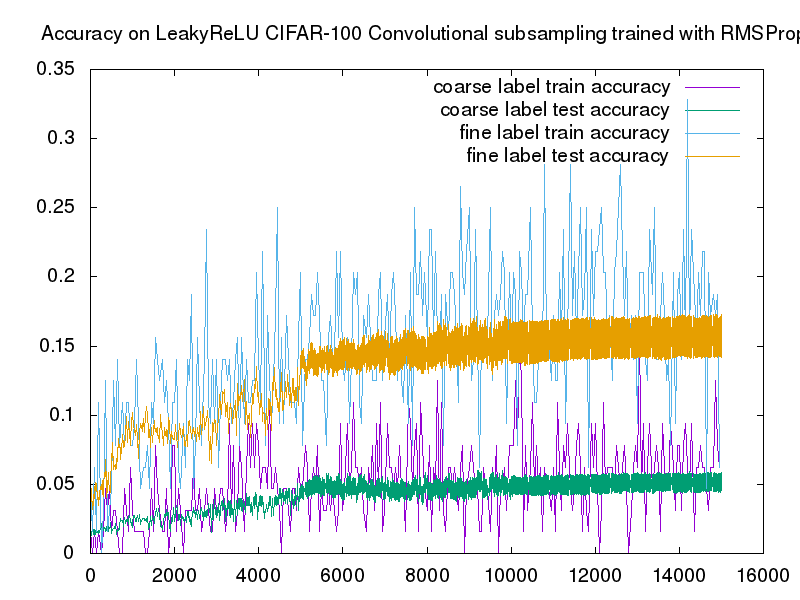 Accuracy on LeakyReLU CIFAR-100 Convolutional subsampling trained with RMSProp
0.35
coarse label train accuracy
coarse label test accuracy
0.3
fine label train accuracy
fine label test accuracy
0.25
0.2
0.15
0.1
0.05
0
0 2000 4000 6000 8000 10000 12000 14000 16000